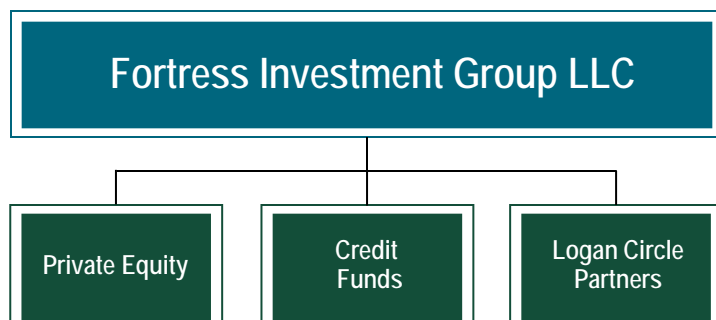 Fortress Investment Group LLC
Private Equity
Credit
Funds
Logan Circle
Partners